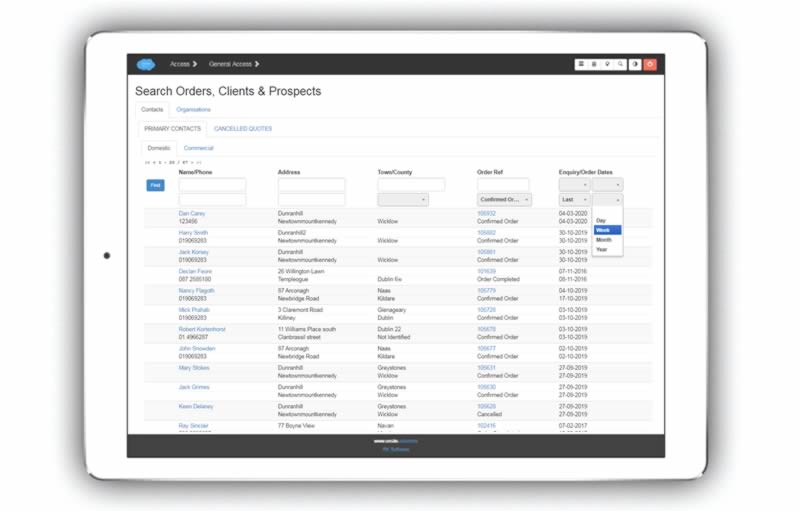 Access
General Access
Search Orders, Clients & Prospects
Contacts Organisations
PRIMARY CONTACTS CANCELLED QUOTES
Domestic Commercial
Name/Phone Address Town/County Order Ref Enquiry/Order Dates
Find
Confirmed Or... Last
Day
Week
Month
Year
Dan Carey Dunranhill 106932 04-03-2020
123456 Newtownmountkennedy Wicklow Confirmed Order 04-03-2020
Harry Smith Dunranhill2 105882 30-10-2019
019069283 Newtownmountkennedy Wicklow Confirmed Order 30-10-2019
Jack Korsey Dunranhill 105881 30-10-2019
019069283 Newtownmountkennedy Wicklow Confirmed Order 30-10-2019
Declan Feure 26 Willington Lawn 101639 07-11-2016
087 2585180 Templeogue Dublin 6w Order Completed 08-11-2016
Nancy Flagoth 87 Arconagh Naas 105779 04-10-2019
019069283 Newbridge Road Kildare Confirmed Order 17-10-2019
Mick Prahab 3 Claremont Road Glenageary 105728 03-10-2019
019069283 Killiney Dublin Confirmed Order 03-10-2019
Robert Kortenhorst 11 Williams Place south Dublin 22 105678 03-10-2019
01 4966287 Clanbrassil street Not Identified Confirmed Order 03-10-2019
John Snowden 87 Arconagh Naas 105677 02-10-2019
019069283 Newbridge Road Kildare Confirmed Order 02-10-2019
Mary Stokes Dunranhill Greystones 105631 27-09-2019
Newtownmountkennedy Wicklow Confirmed Order 27-09-2019
Jack Grimes Dunranhill Greystones 105630 27-09-2019
Newtownmountkennedy Wicklow Confirmed Order 27-09-2019
Keen Delaney Dunranhill Greystones 105628 27-09-2019
Newtownmountkennedy Wicklow Cancelled 27-09-2019
Ray Sinclair 77 Boyne View Navan 102416 07-02-2017